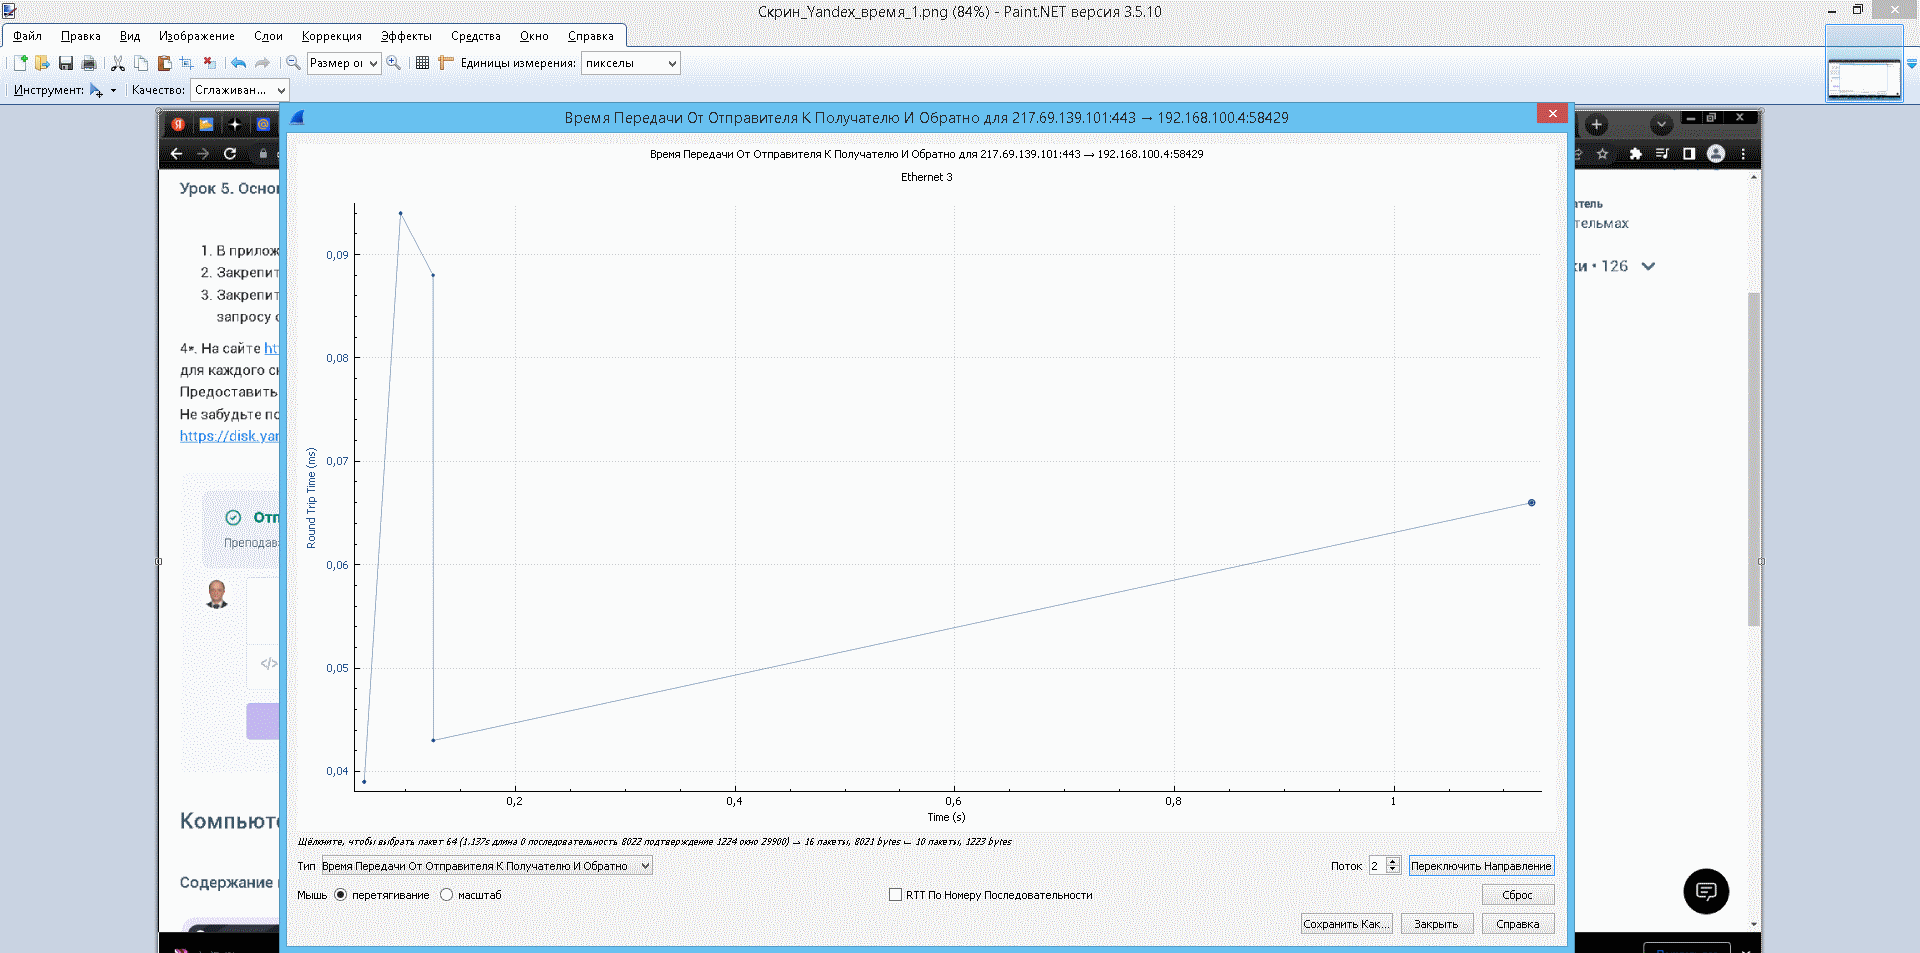 Скрин_Yandex_время_1.png (84%) - Paint.NET версия 3.5.10
Файл Правка Вид Изображение Слои Коррекция Эффекты Средства Окно Справка
Размер ок Единицы измерения: пикселы
Инструмент: Качество: Сглаживан...
Время Передачи От Отправителя К Получателю И Обратно для 217.69.139.101:443 → 192.168.100.4:58429
Время Передачи От Отправителя К Получателю И Обратно для 217.69.139.101:443 → 192.168.100.4:58429
Ethernet 3
Урок 5. Осно
1. В прилож
2. Закрепит
3. Закрепит
запросу с
4*. На сайте ht
для каждого с
Предоставить
Не забудьте по
https://disk.yan
Отп
Преподава
</>
Компьюте
Содержание
атель
тельмах
ки • 126
0,09
0,08
0,07
0,06
0,05
0,04
Round Trip Time (ms)
0,2 0,4 0,6 0,8 1
Time (s)
Щёлкните, чтобы выбрать пакет 64 (1.137s длина 0 последовательность 8022 подтверждение 1224 окно 29900) → 16 пакеты, 8021 bytes ← 10 пакеты, 1223 bytes
Тип Время Передачи От Отправителя К Получателю И Обратно Поток 2 Переключить Направление
Мышь перетягивание масштаб RTT По Номеру Последовательности Сброс
Сохранить Как... Закрыть Справка